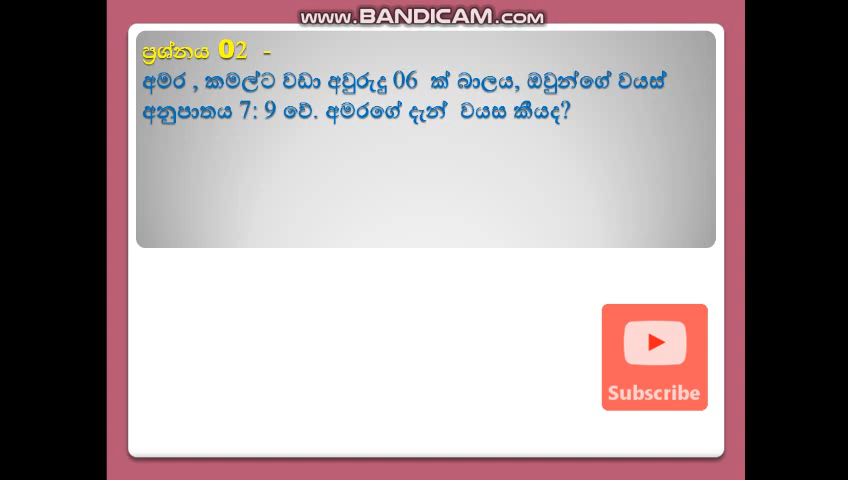 WWW.BANDICAM.COM
ප්‍රශ්නය 02 -
අමර , කමල්ට වඩා අවුරුදු 06 ක් බාලය, ඔවුන්ගේ වයස්
අනුපාතය 7: 9 වේ. අමරගේ දැන් වයස කීයද?
Subscribe